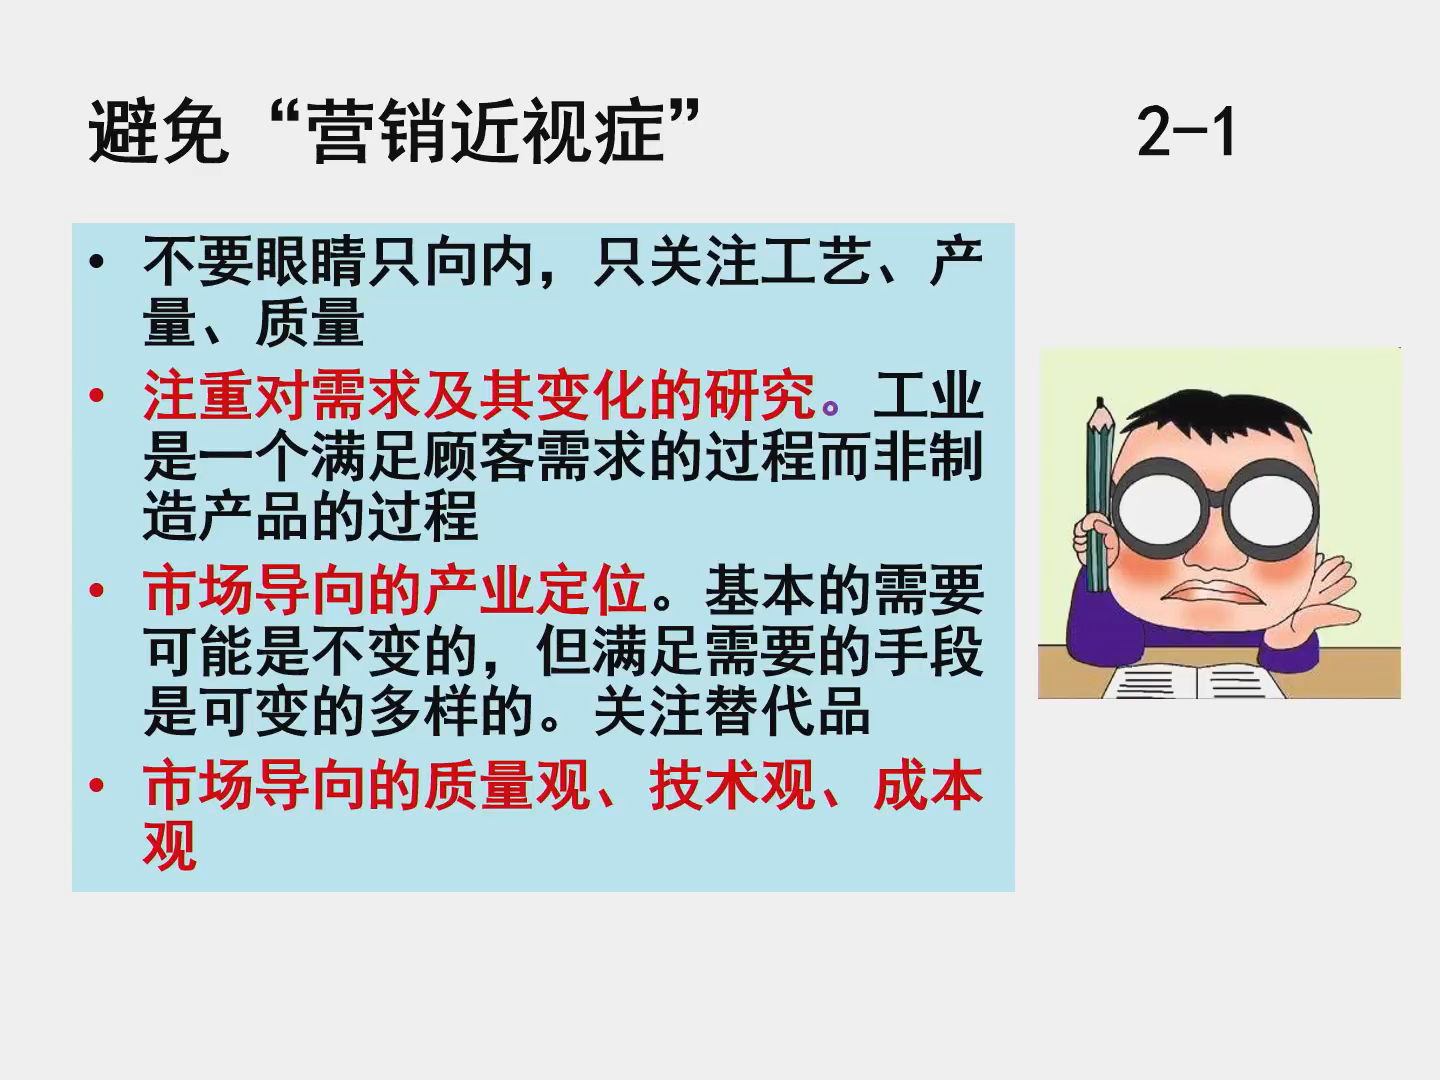 避免“营销近视症” 2-1
• 不要眼睛只向内，只关注工艺、产
量、质量
• 注重对需求及其变化的研究。工业
是一个满足顾客需求的过程而非制
造产品的过程
• 市场导向的产业定位。基本的需要
可能是不变的，但满足需要的手段
是可变的多样的。关注替代品
• 市场导向的质量观、技术观、成本
观